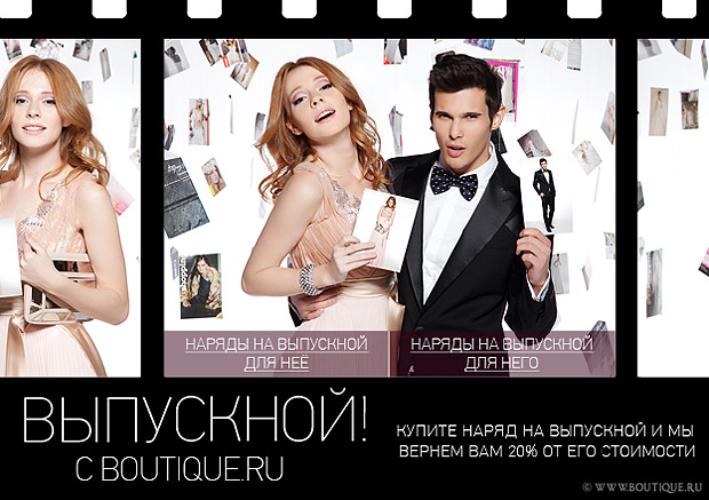 НАРЯДЫ НА ВЫПУСКНОЙ
ДЛЯ НЕЁ
НАРЯДЫ НА ВЫПУСКНОЙ
ДЛЯ НЕГО
ВЫПУСКНОЙ!
С BOUTIQUE.RU
КУПИТЕ НАРЯД НА ВЫПУСКНОЙ И МЫ
ВЕРНЕМ ВАМ 20% ОТ ЕГО СТОИМОСТИ
© WWW.BOUTIQUE.RU